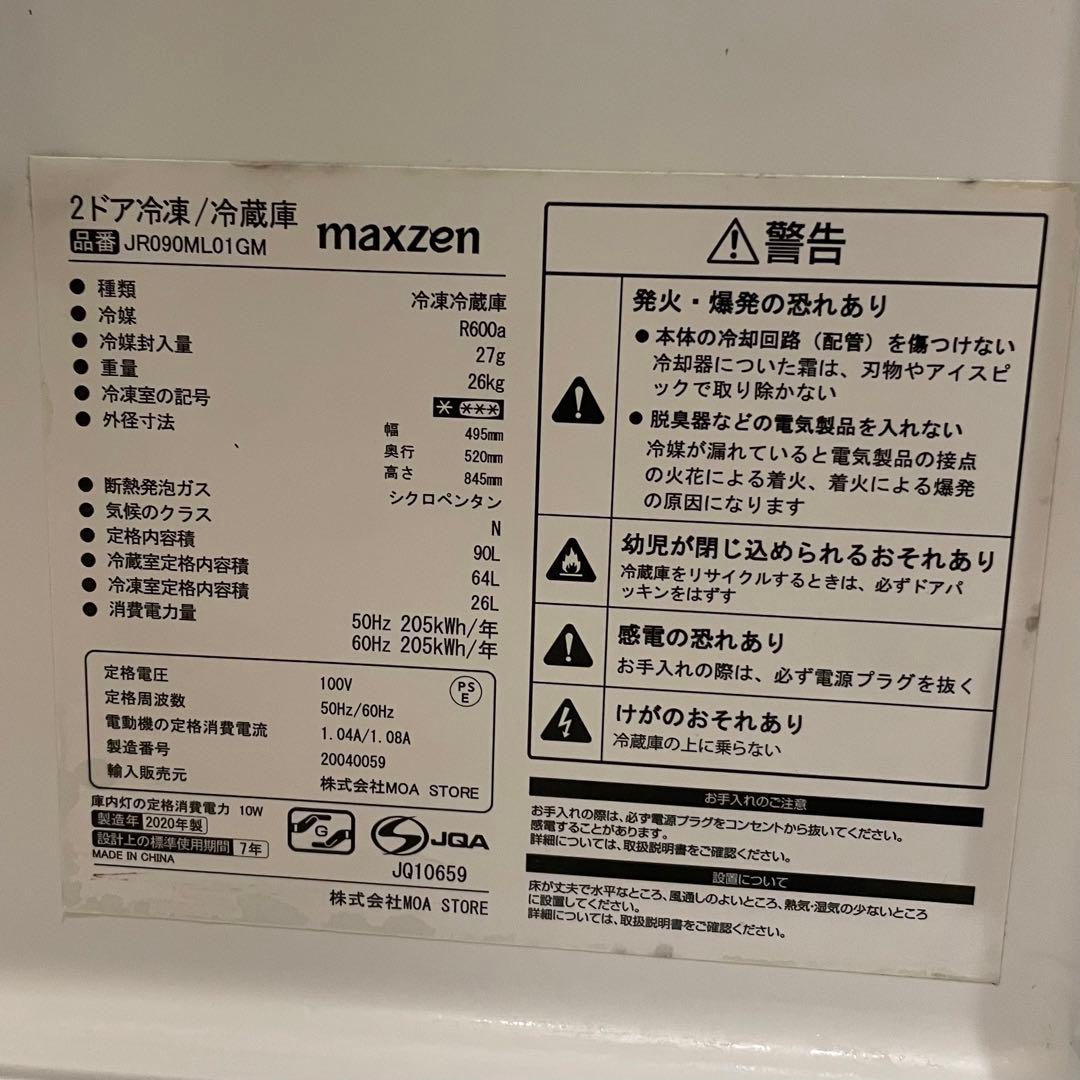 2ドア冷凍/冷蔵庫
品番 JR090ML01GM
maxzen
● 種類 冷凍冷蔵庫
● 冷媒 R600a
● 冷媒封入量 27g
● 重量 26kg
● 冷凍室の記号 * ***
● 外径寸法 幅 495mm
奥行 520mm
高さ 845mm
● 断熱発泡ガス シクロペンタン
● 気候のクラス N
● 定格内容積 90L
● 冷蔵室定格内容積 64L
● 冷凍室定格内容積 26L
● 消費電力量 50Hz 205kWh/年
60Hz 205kWh/年
定格電圧 100V
PS
E
定格周波数 50Hz/60Hz
電動機の定格消費電流 1.04A/1.08A
製造番号 20040059
輸入販売元 株式会社MOA STORE
庫内灯の定格消費電力 10W
製造年 2020年製
設計上の標準使用期間 7年
MADE IN CHINA
G
JQA
JQ10659
株式会社MOA STORE
警告
発火・爆発の恐れあり
● 本体の冷却回路（配管）を傷つけない
冷却器についた霜は、刃物やアイスピ
ックで取り除かない
● 脱臭器などの電気製品を入れない
冷媒が漏れていると電気製品の接点
の火花による着火、着火による爆発
の原因になります
幼児が閉じ込められるおそれあり
冷蔵庫をリサイクルするときは、必ずドアパ
ッキンをはずす
感電の恐れあり
お手入れの際は、必ず電源プラグを抜く
けがのおそれあり
冷蔵庫の上に乗らない
お手入れのご注意
お手入れの際は、必ず電源プラグをコンセントから抜いてください。
感電することがあります。
詳細については、取扱説明書をご確認ください。
設置について
床が丈夫で水平なところ、風通しのよいところ、熱気・湿気の少ないところ
に設置してください。
詳細については、取扱説明書をご確認ください。